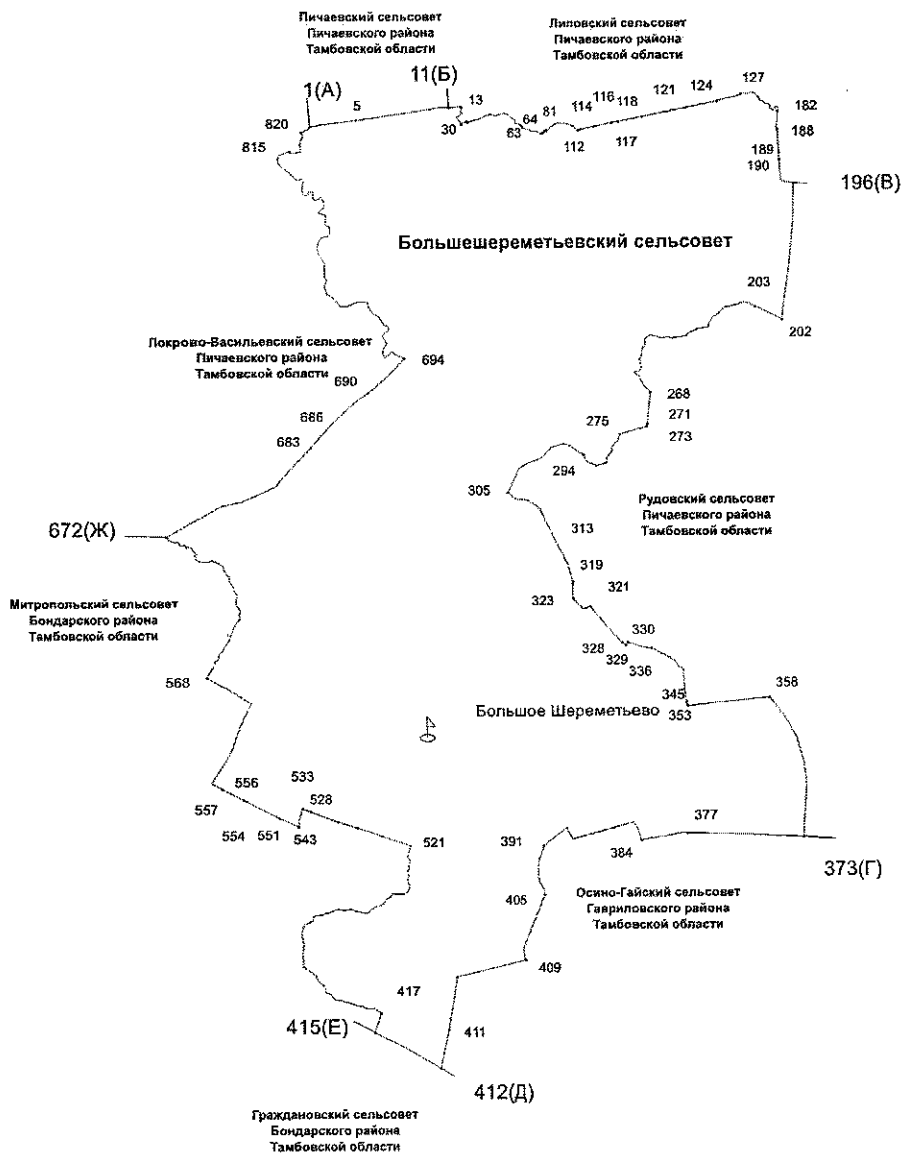 Пичаевский сельсовет
Пичаевского района
Тамбовской области
Липовский сельсовет
Пичаевского района
Тамбовской области
1(А)
5
11(Б)
13
30
63
64
81
112
114
116
117
118
121
124
127
182
188
189
190
196(В)
820
815
Большешереметьевский сельсовет
203
202
Покрово-Васильевский сельсовет
Пичаевского района
Тамбовской области
694
690
686
683
268
271
273
275
294
305
Рудовский сельсовет
Пичаевского района
Тамбовской области
672(Ж)
313
319
321
323
328
329
330
336
345
353
358
Митропольский сельсовет
Бондарского района
Тамбовской области
568
Большое Шереметьево
533
528
556
557
554
551
543
521
391
377
384
373(Г)
405
Осино-Гайский сельсовет
Гавриловского района
Тамбовской области
409
417
411
415(Е)
412(Д)
Граждановский сельсовет
Бондарского района
Тамбовской области